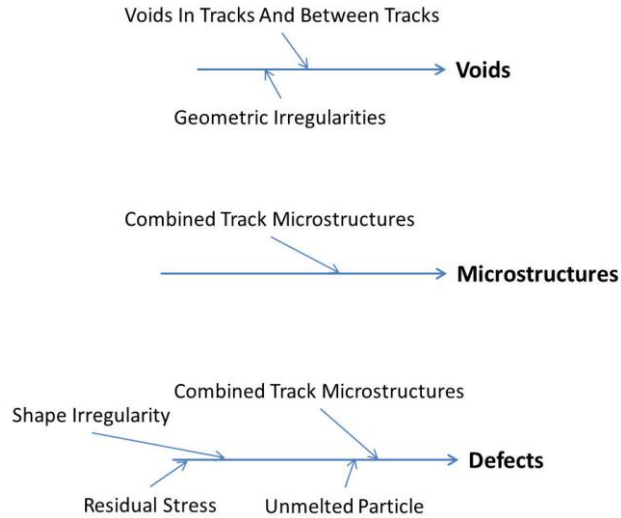 Voids In Tracks And Between Tracks
Voids
Geometric Irregularities
Combined Track Microstructures
Microstructures
Combined Track Microstructures
Shape Irregularity
Defects
Residual Stress
Unmelted Particle